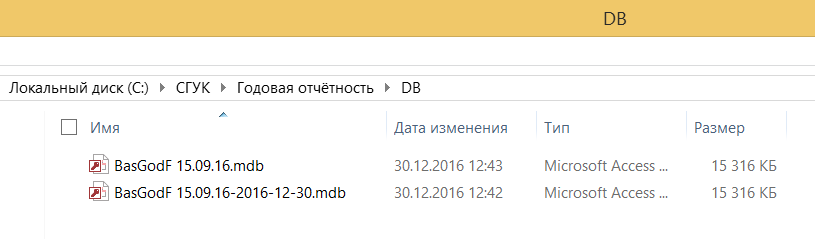 DB
Локальный диск (C:) СГУК Годовая отчётность DB
Имя Дата изменения Тип Размер
BasGodF 15.09.16.mdb 30.12.2016 12:43 Microsoft Access ... 15 316 КБ
BasGodF 15.09.16-2016-12-30.mdb 30.12.2016 12:42 Microsoft Access ... 15 316 КБ